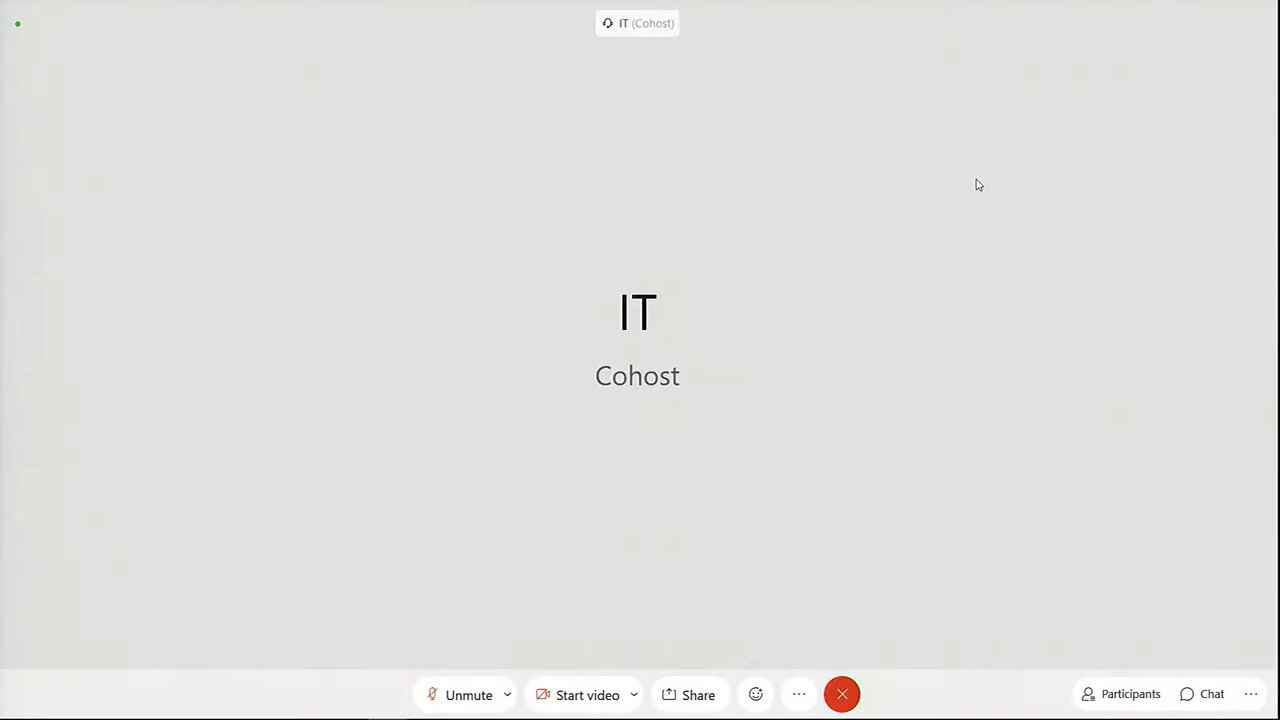 IT (Cohost)
IT
Cohost
Unmute
Start video
Share
Participants
Chat